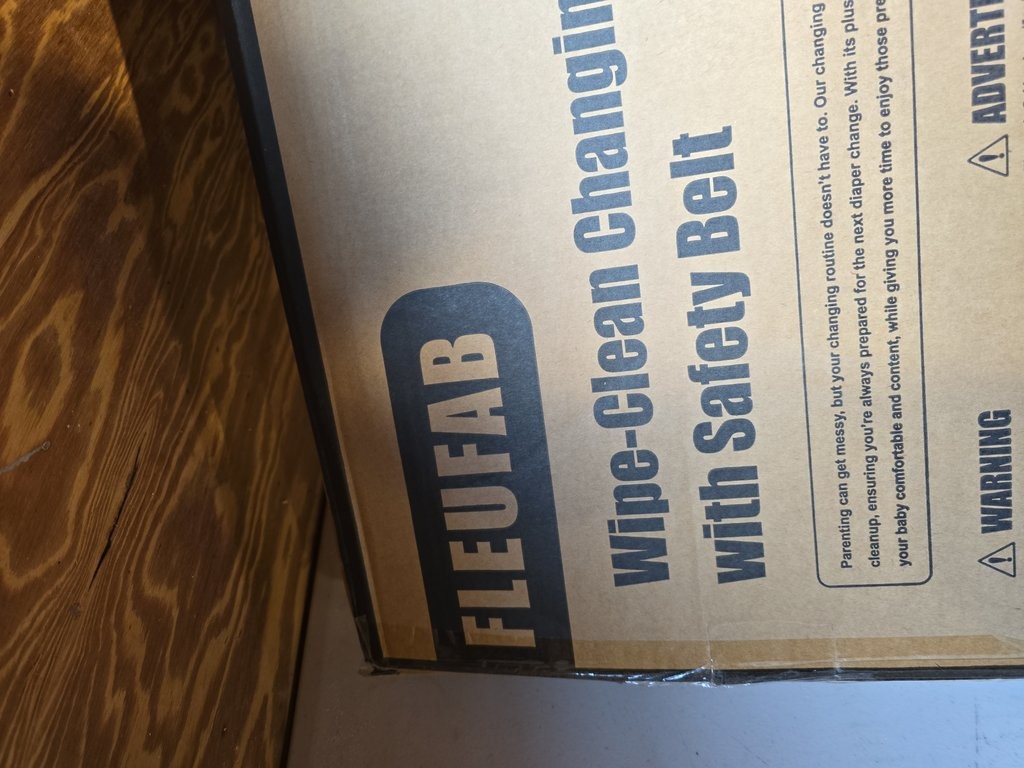 FLEUFAB
Wipe-Clean Changin
with Safety Belt
Parenting can get messy, but your changing routine doesn't have to. Our changing
cleanup, ensuring you're always prepared for the next diaper change. With its plus
your baby comfortable and content, while giving you more time to enjoy those pre
WARNING
ADVERTE